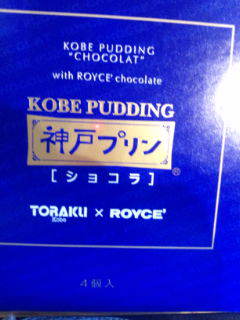 KOBE PUDDING
"CHOCOLAT"
with ROYCE' chocolate
KOBE PUDDING
神戸プリン
[ショコラ]®
TORAKU Kobe × ROYCE'
4個入